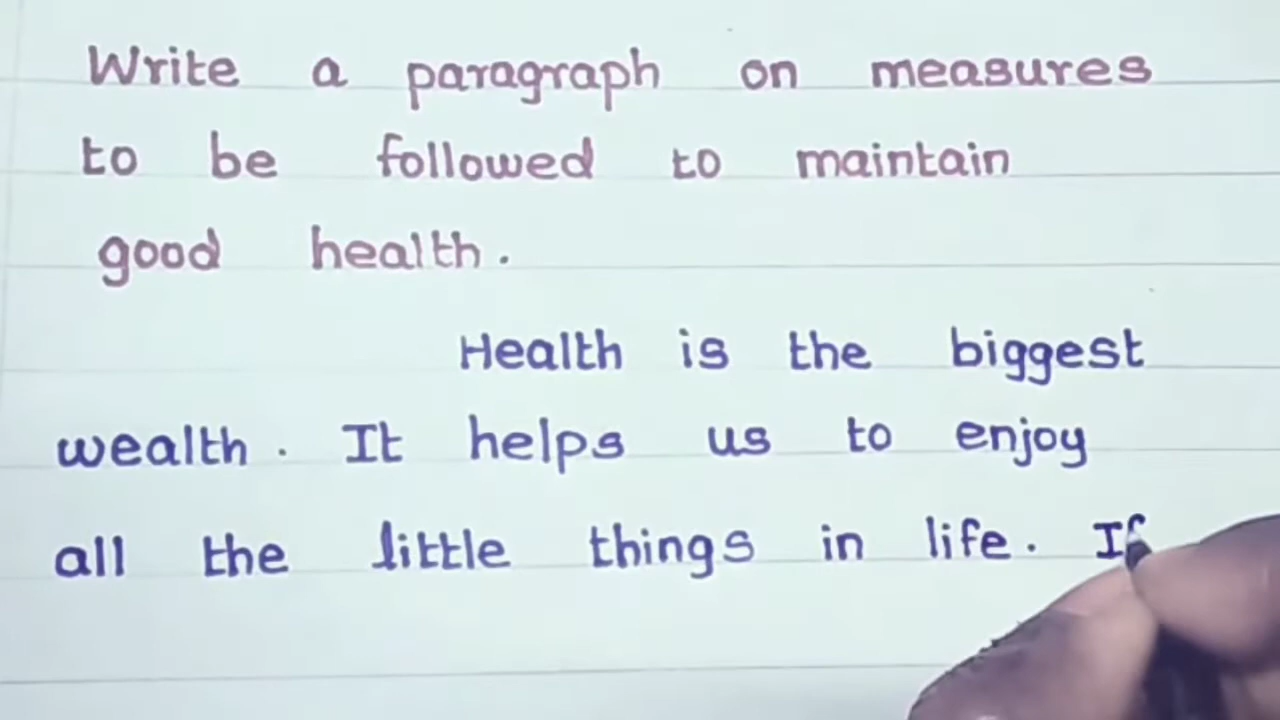 Write a paragraph on measures
to be followed to maintain
good health.
Health is the biggest
wealth. It helps us to enjoy
all the little things in life. If